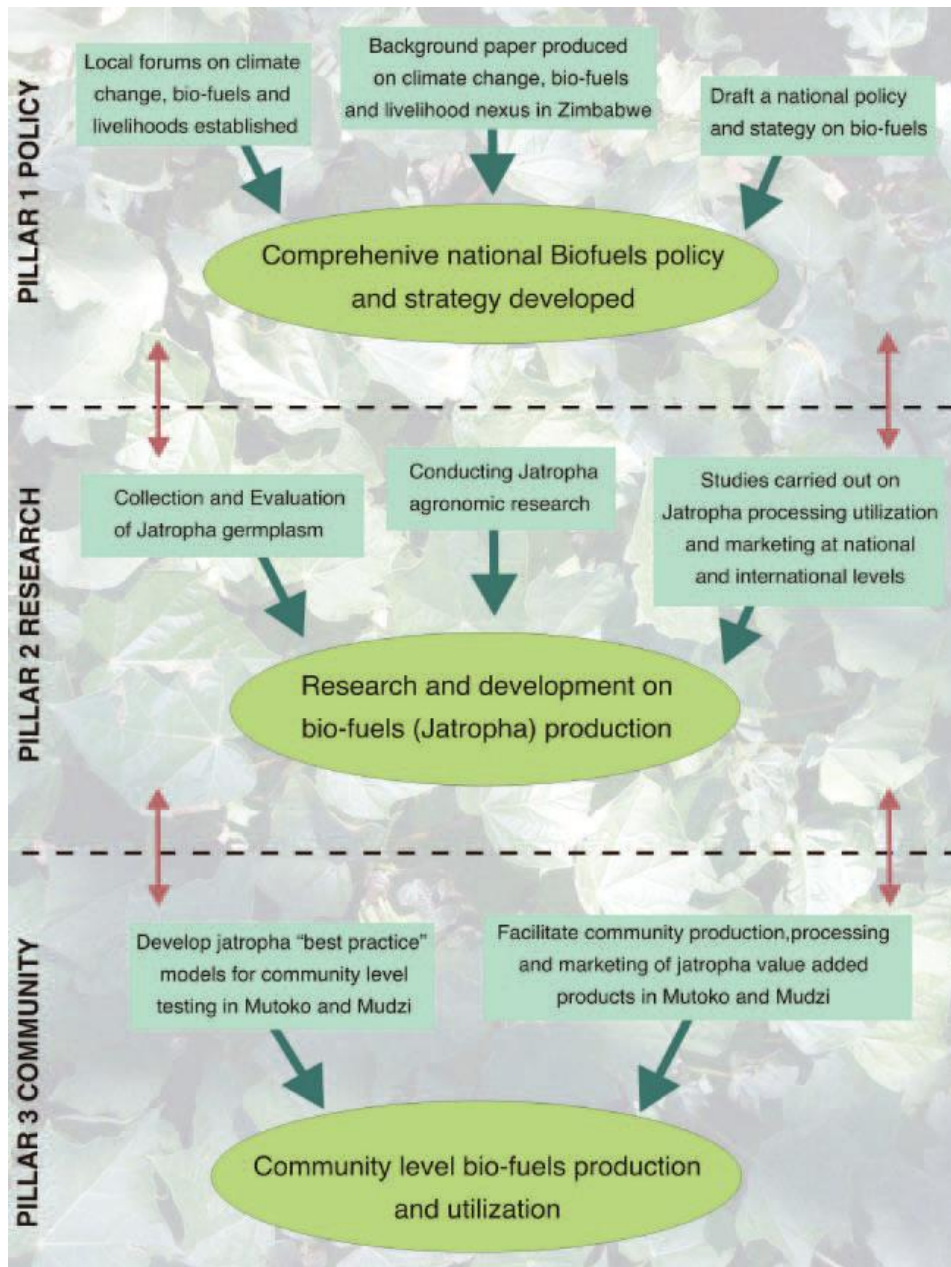 PILLAR 1 POLICY
Local forums on climate
change, bio-fuels and
livelihoods established
Background paper produced
on climate change, bio-fuels
and livelihood nexus in Zimbabwe
Draft a national policy
and stategy on bio-fuels
Comprehenive national Biofuels policy
and strategy developed
PILLAR 2 RESEARCH
Collection and Evaluation
of Jatropha germplasm
Conducting Jatropha
agronomic research
Studies carried out on
Jatropha processing utilization
and marketing at national
and international levels
Research and development on
bio-fuels (Jatropha) production
PILLAR 3 COMMUNITY
Develop jatropha “best practice”
models for community level
testing in Mutoko and Mudzi
Facilitate community production,processing
and marketing of jatropha value added
products in Mutoko and Mudzi
Community level bio-fuels production
and utilization